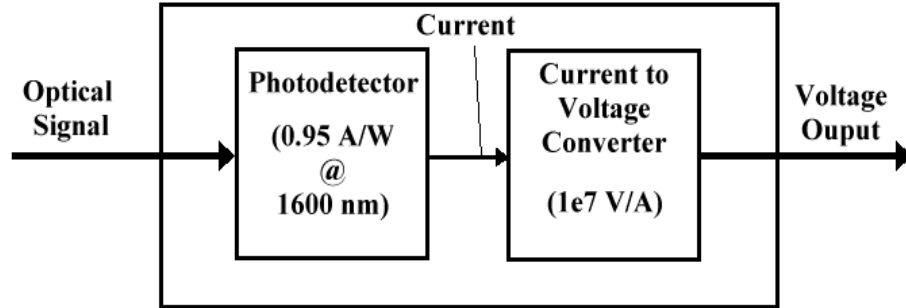 Current
Optical
Signal
Photodetector
(0.95 A/W
@
1600 nm)
Current to
Voltage
Converter
(1e7 V/A)
Voltage
Ouput